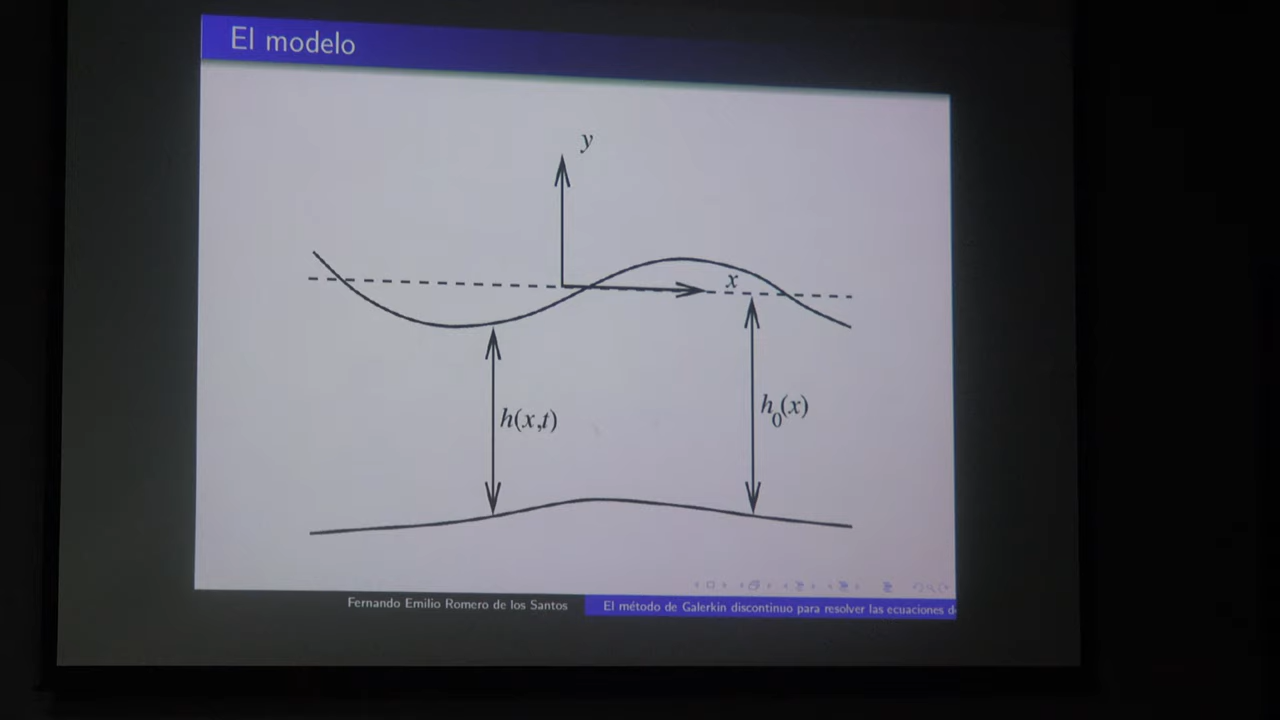 El modelo
y
x
h(x,t)
h0(x)
Fernando Emilio Romero de los Santos
El método de Galerkin discontinuo para resolver las ecuaciones d